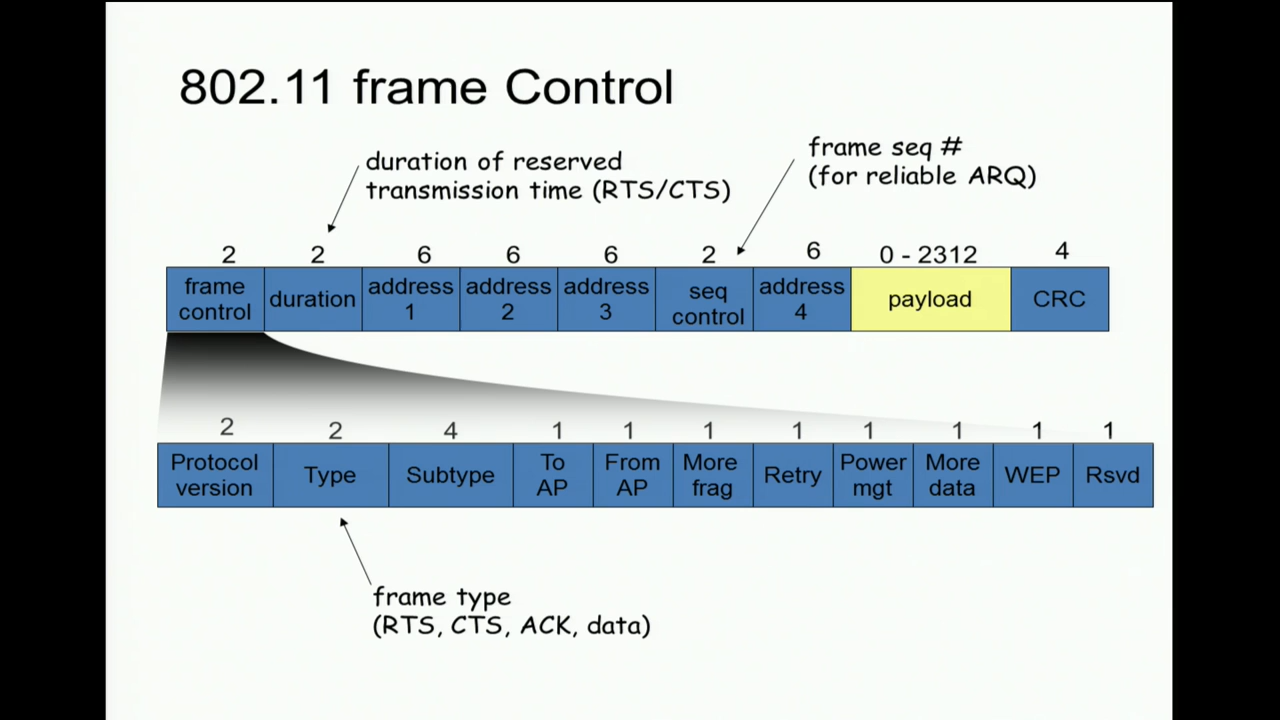 802.11 frame Control
duration of reserved
transmission time (RTS/CTS)
frame seq #
(for reliable ARQ)
2 2 6 6 6 2 6 0 - 2312 4
frame control duration address 1 address 2 address 3 seq control address 4 payload CRC
2 2 4 1 1 1 1 1 1 1 1
Protocol version Type Subtype To AP From AP More frag Retry Power mgt More data WEP Rsvd
frame type
(RTS, CTS, ACK, data)